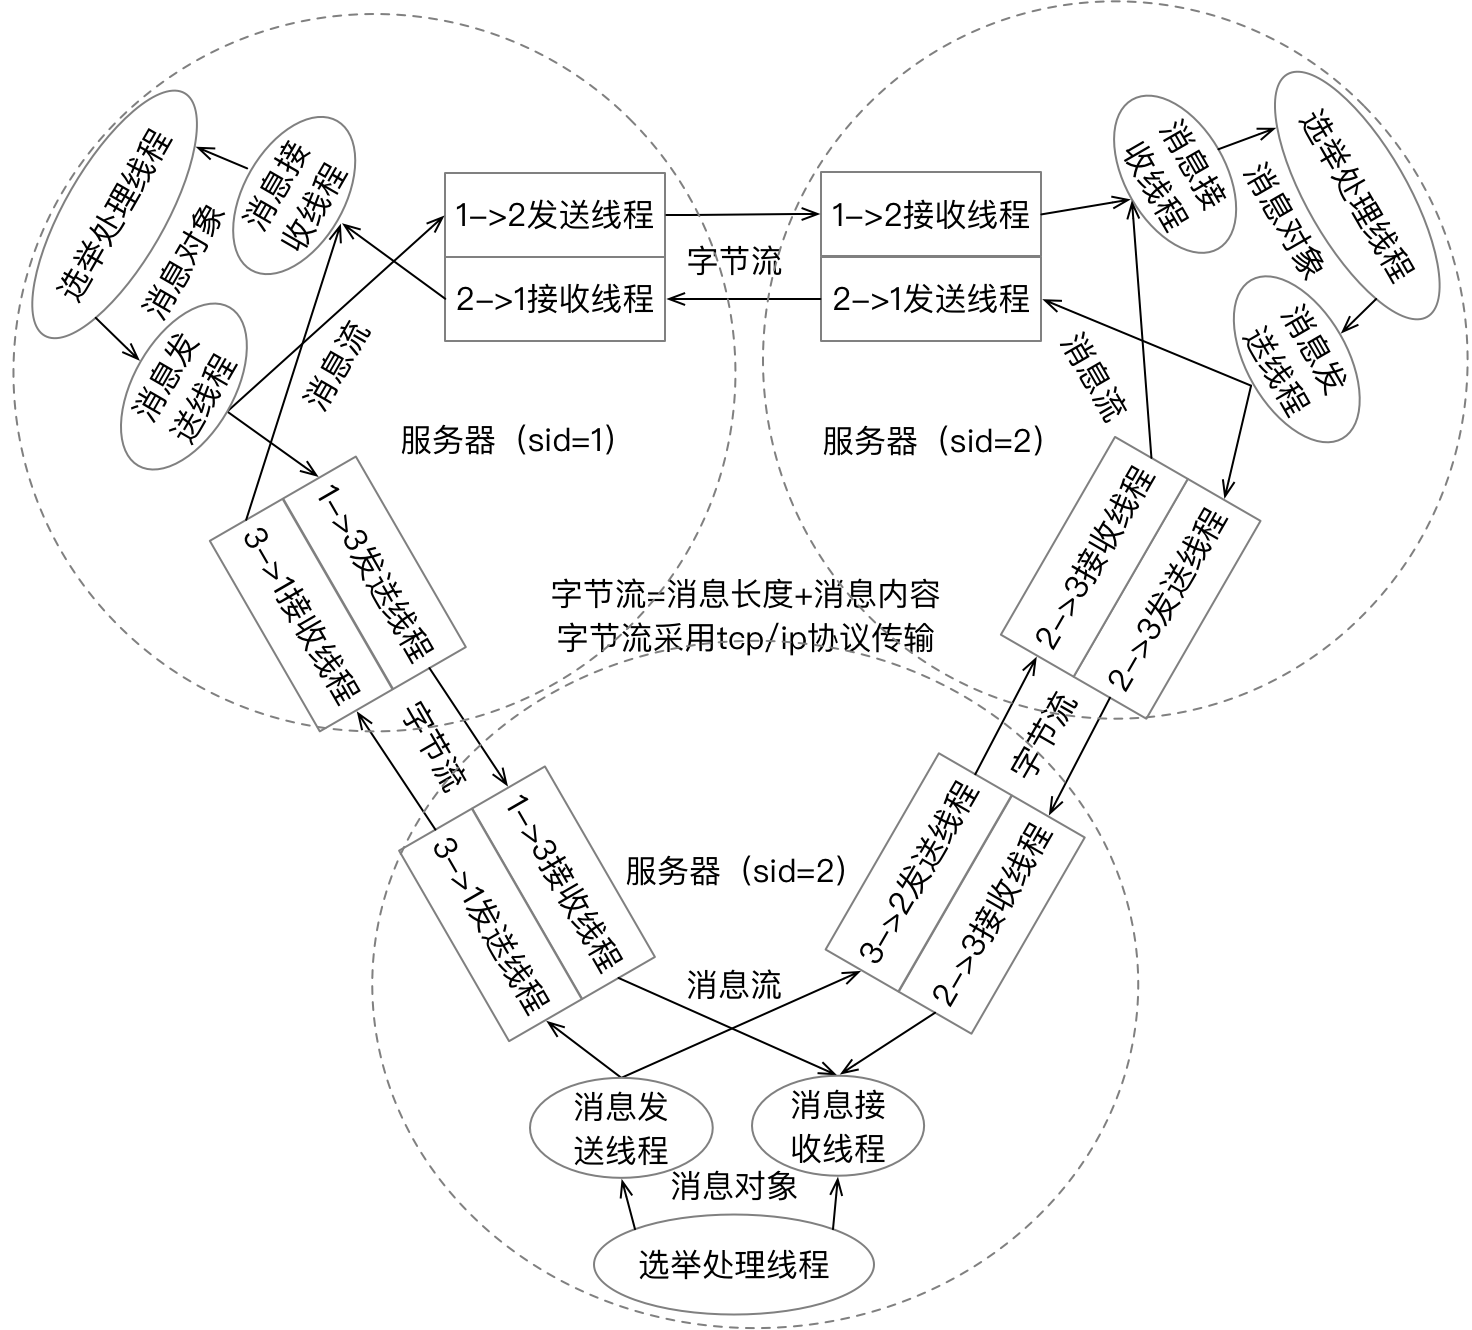 选举处理线程
消息接
收线程
消息对象
消息发
送线程
1->2发送线程
2->1接收线程
消息流
服务器（sid=1）
3->1接收线程
1->3发送线程
字节流
1->2接收线程
2->1发送线程
消息接
收线程
选举处理线程
消息对象
消息发
送线程
消息流
服务器（sid=2）
2->3接收线程
2->3发送线程
字节流=消息长度+消息内容
字节流采用tcp/ip协议传输
字节流
字节流
3->1发送线程
1->3接收线程
服务器（sid=2）
3->2发送线程
2->3接收线程
消息流
消息发
送线程
消息接
收线程
消息对象
选举处理线程